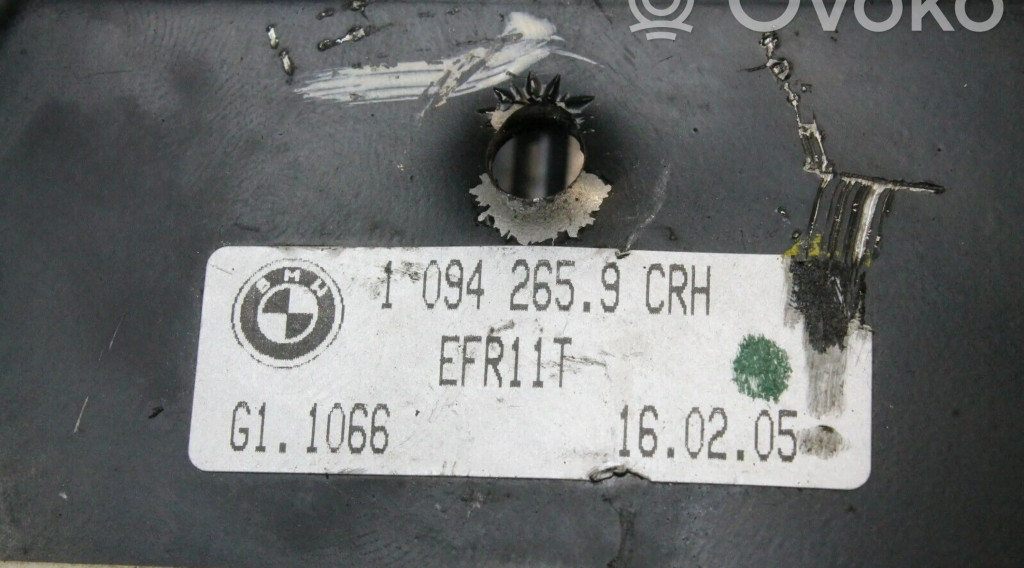 Ovoko
BMW
1 094 265.9 CRH
EFR11T
G1.1066
16.02.05